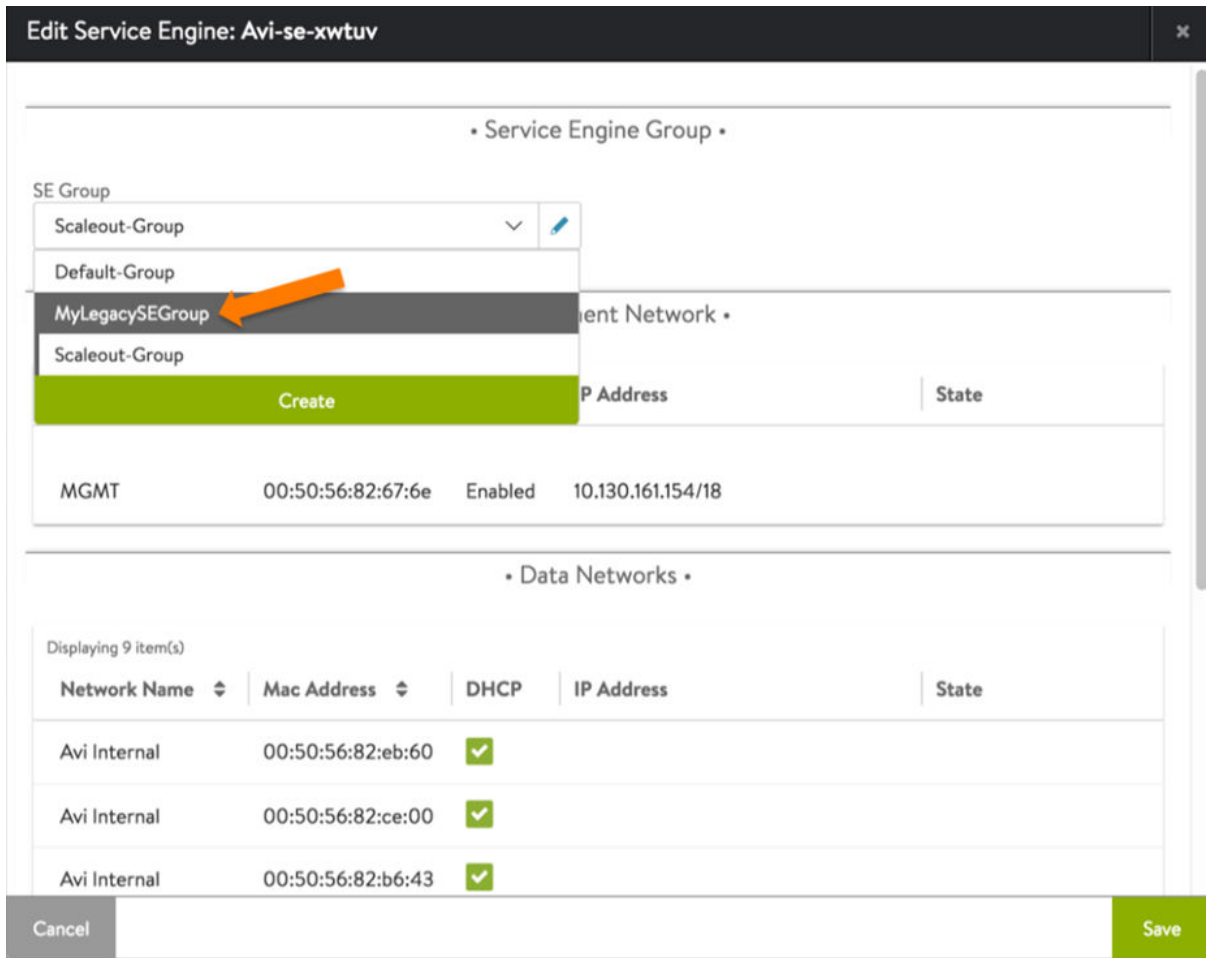 Edit Service Engine: Avi-se-xwtuv
• Service Engine Group •
SE Group
Scaleout-Group
Default-Group
MyLegacySEGroup
ent Network •
Scaleout-Group
Create
P Address State
MGMT 00:50:56:82:67:6e Enabled 10.130.161.154/18
• Data Networks •
Displaying 9 item(s)
Network Name Mac Address DHCP IP Address State
Avi Internal 00:50:56:82:eb:60
Avi Internal 00:50:56:82:ce:00
Avi Internal 00:50:56:82:b6:43
Cancel Save